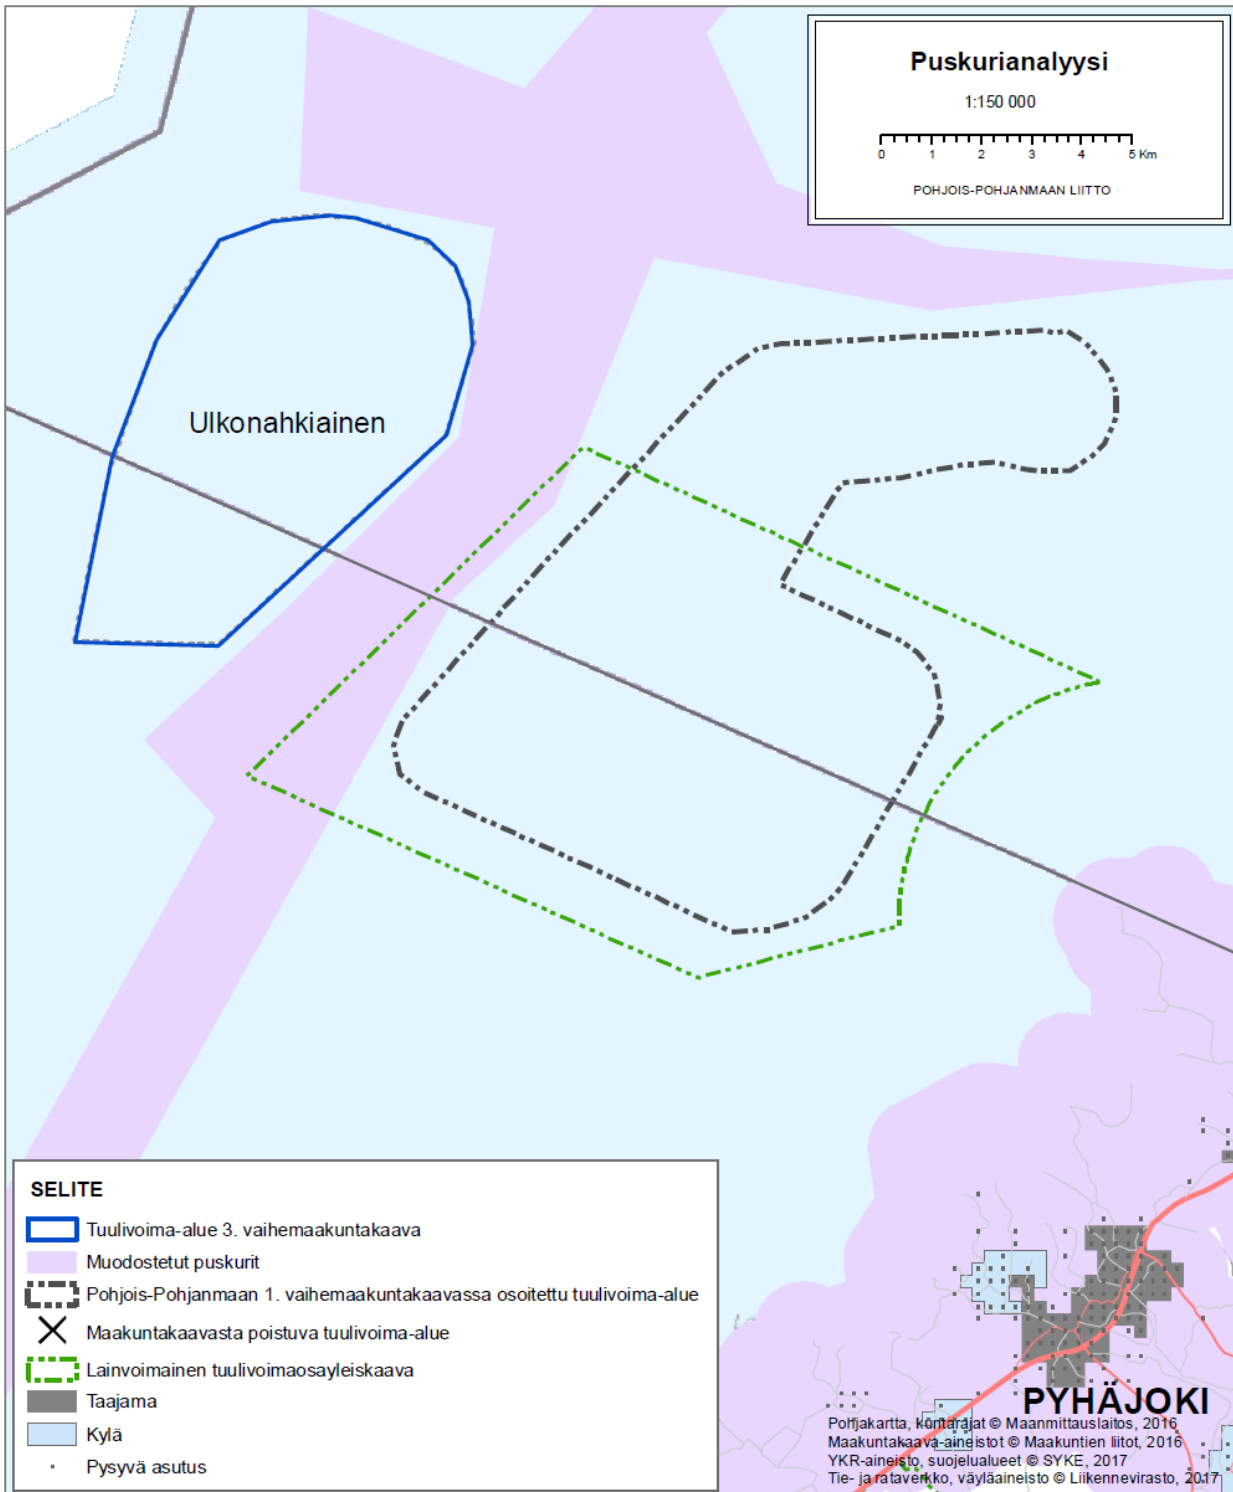 Puskurianalyysi
1:150 000
0 1 2 3 4 5 Km
POHJOIS-POHJANMAAN LIITTO
Ulkonahkiainen
SELITE
Tuulivoima-alue 3. vaihemaakuntakaava
Muodostetut puskurit
Pohjois-Pohjanmaan 1. vaihemaakuntakaavassa osoitettu tuulivoima-alue
Maakuntakaavasta poistuva tuulivoima-alue
Lainvoimainen tuulivoimaosayleiskaava
Taajama
Kylä
Pysyvä asutus
PYHÄJOKI
Pohjakartta, kuntarajat © Maanmittauslaitos, 2016
Maakuntakaava-aineistot © Maakuntien liitot, 2016
YKR-aineisto, suojelualueet © SYKE, 2017
Tie- ja rataverkko, väyläaineisto © Liikennevirasto, 2017